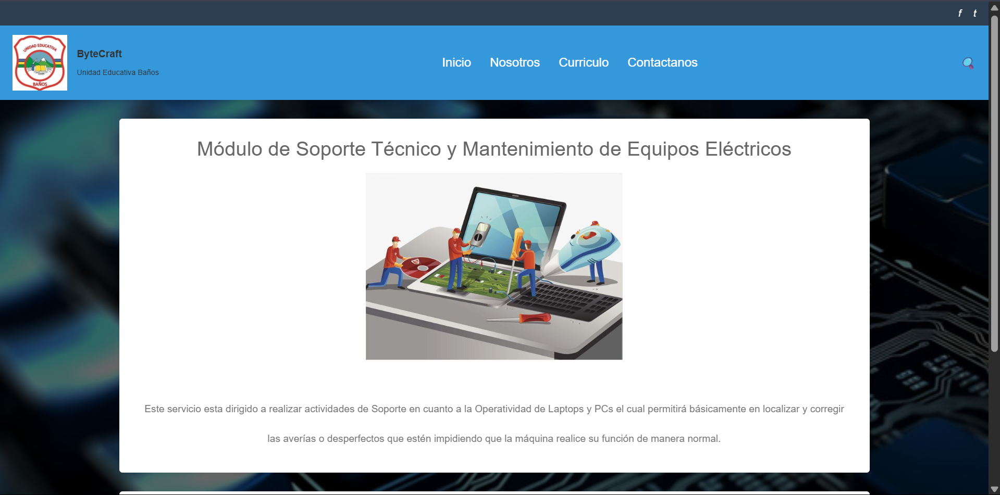 f t
UNIDAD EDUCATIVA
BAÑOS
ByteCraft
Unidad Educativa Baños
Inicio Nosotros Curriculo Contactanos
Módulo de Soporte Técnico y Mantenimiento de Equipos Eléctricos
Este servicio esta dirigido a realizar actividades de Soporte en cuanto a la Operatividad de Laptops y PCs el cual permitirá básicamente en localizar y corregir
las averías o desperfectos que estén impidiendo que la máquina realice su función de manera normal.